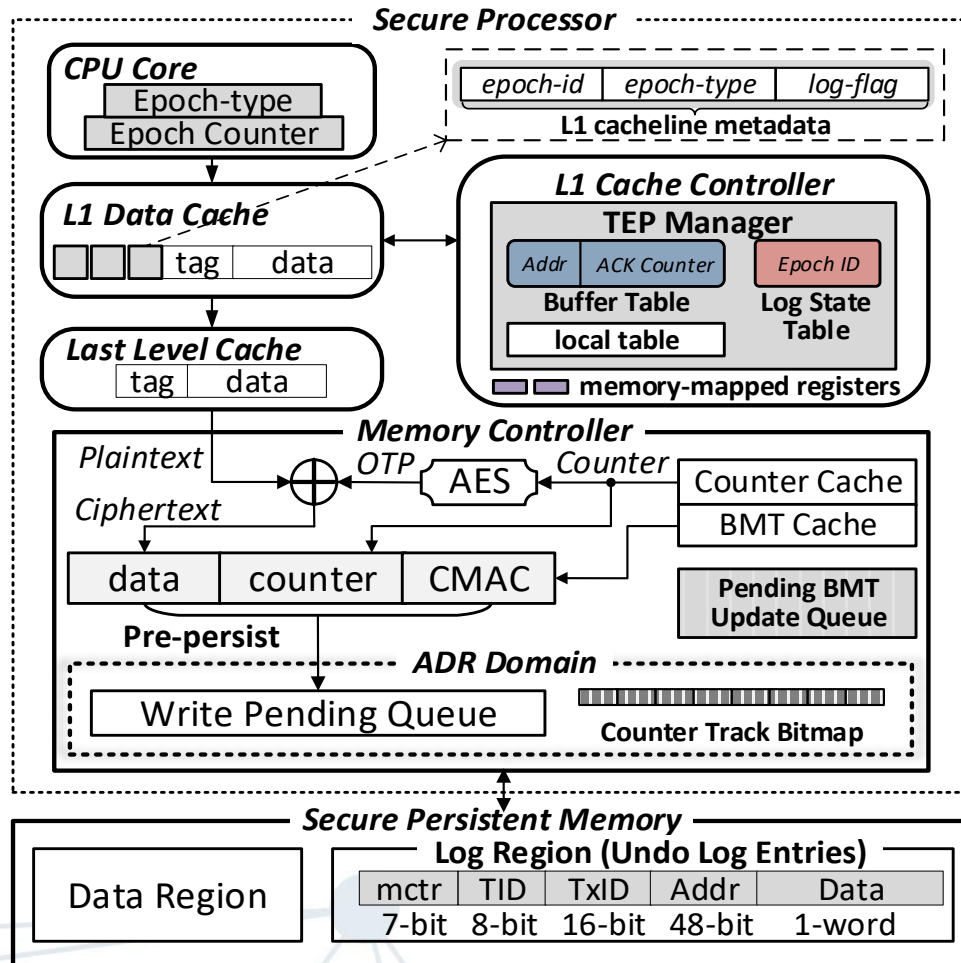 Secure Processor
CPU Core
Epoch-type
Epoch Counter
epoch-id epoch-type log-flag
L1 cacheline metadata
L1 Data Cache
tag data
L1 Cache Controller
TEP Manager
Addr ACK Counter Epoch ID
Buffer Table
Log State
Table
local table
memory-mapped registers
Last Level Cache
tag data
Memory Controller
Plaintext OTP AES Counter
Counter Cache
BMT Cache
Ciphertext
data counter CMAC
Pending BMT
Update Queue
Pre-persist
ADR Domain
Write Pending Queue
Counter Track Bitmap
Secure Persistent Memory
Data Region
Log Region (Undo Log Entries)
mctr TID TxID Addr Data
7-bit 8-bit 16-bit 48-bit 1-word